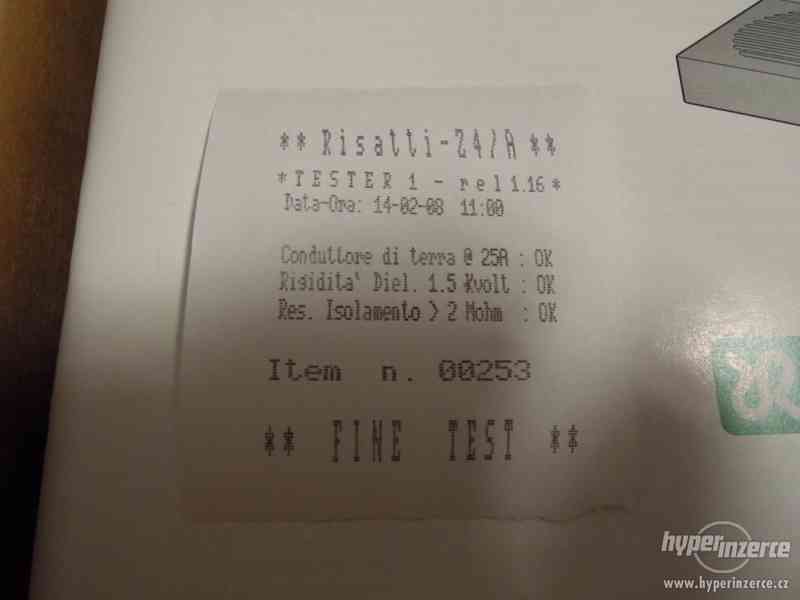 ** Risatti-Z4/A **
*TESTER 1 - rel 1.16 *
Data-Ora: 14-02-08 11:00
Conduttore di terra @ 25A : OK
Rigidita' Diel. 1.5 Kvolt : OK
Res. Isolamento > 2 Mohm : OK
Item n. 00253
** FINE TEST **
hyperinzerce
www.hyperinzerce.cz